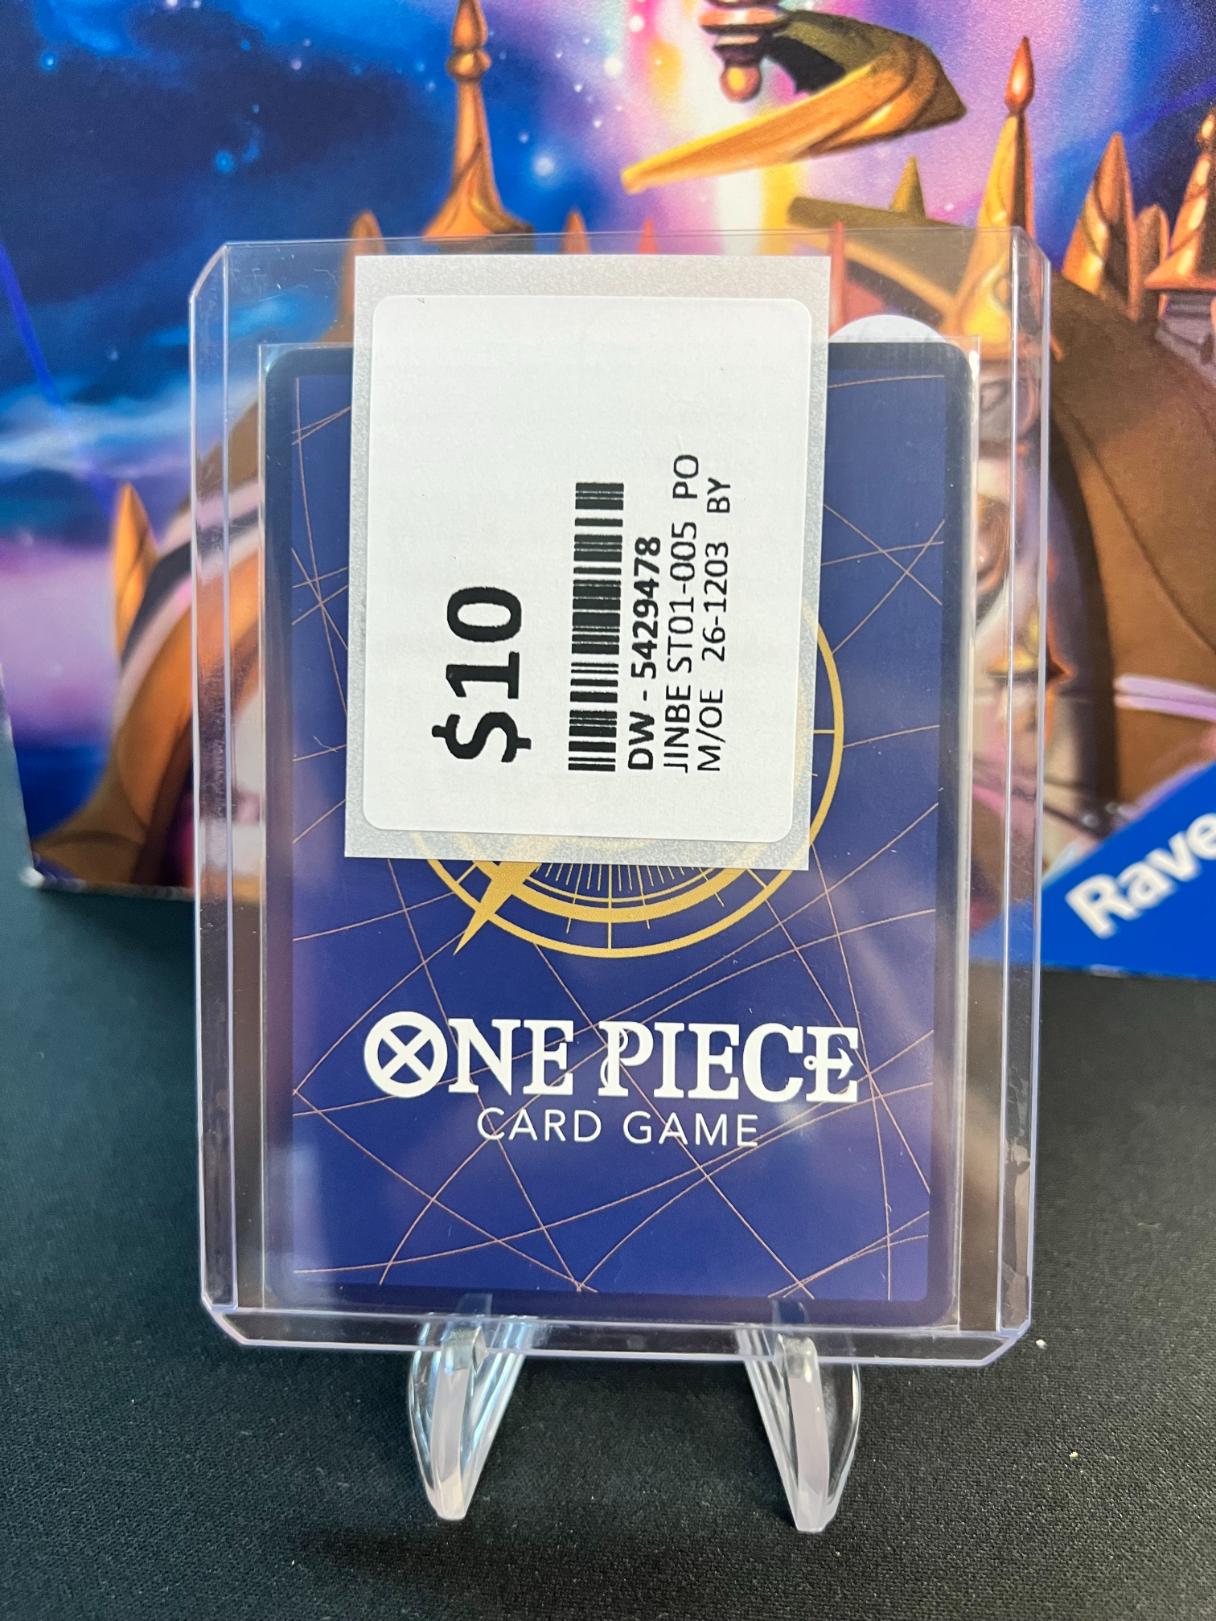 $10
DW - 5429478
JINBE ST01-005 PO
M/OE 26-1203 BY
ONE PIECE
CARD GAME
Rave